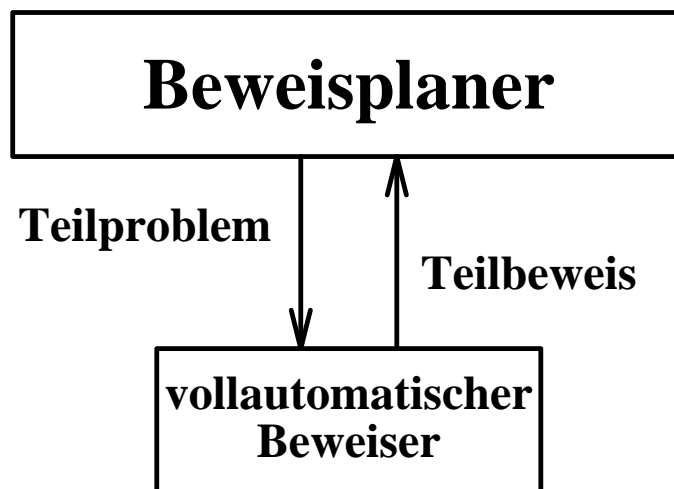 Beweisplaner
Teilproblem
Teilbeweis
vollautomatischer
Beweiser